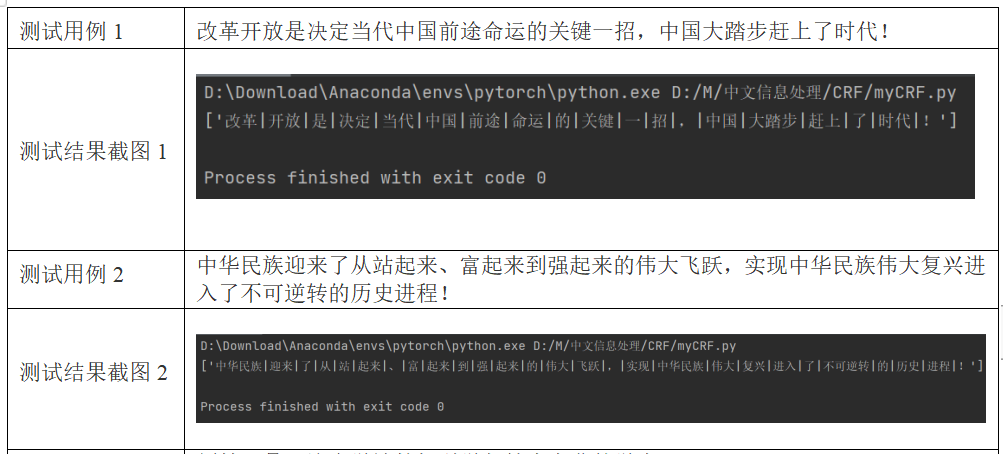 测试用例 1
改革开放是决定当代中国前途命运的关键一招，中国大踏步赶上了时代！
测试结果截图 1
D:\Download\Anaconda\envs\pytorch\python.exe D:/M/中文信息处理/CRF/myCRF.py
['改革|开放|是|决定|当代|中国|前途|命运|的|关键|一|招|，|中国|大踏步|赶上|了|时代|！']
Process finished with exit code 0
测试用例 2
中华民族迎来了从站起来、富起来到强起来的伟大飞跃，实现中华民族伟大复兴进
入了不可逆转的历史进程！
测试结果截图 2
D:\Download\Anaconda\envs\pytorch\python.exe D:/M/中文信息处理/CRF/myCRF.py
['中华民族|迎来|了|从|站|起来|、|富|起来|到|强|起来|的|伟大|飞跃|，|实现|中华民族|伟大|复兴|进入|了|不可逆转|的|历史|进程|！']
Process finished with exit code 0